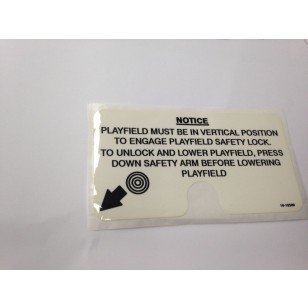 NOTICE
PLAYFIELD MUST BE IN VERTICAL POSITION
TO ENGAGE PLAYFIELD SAFETY LOCK.
TO UNLOCK AND LOWER PLAYFIELD, PRESS
DOWN SAFETY ARM BEFORE LOWERING
PLAYFIELD